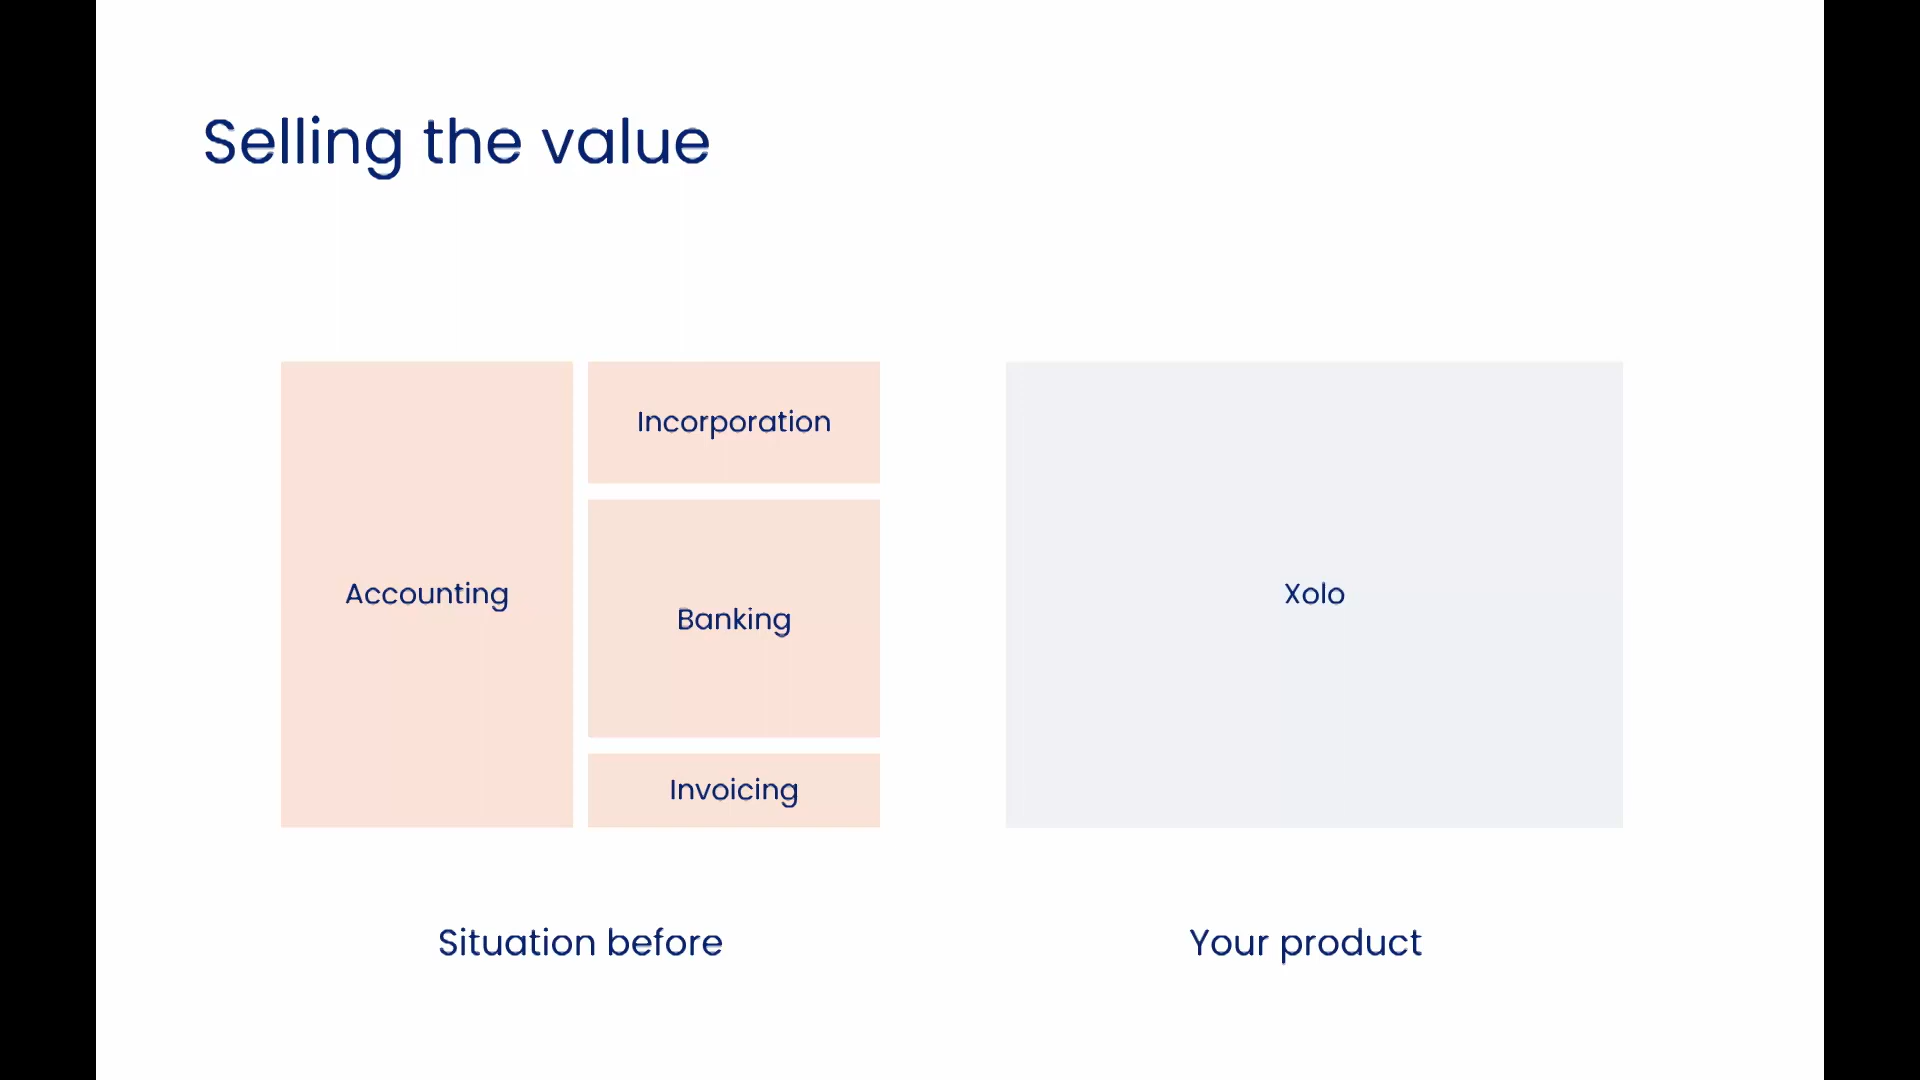 Selling the value
Accounting
Incorporation
Banking
Invoicing
Situation before
Xolo
Your product